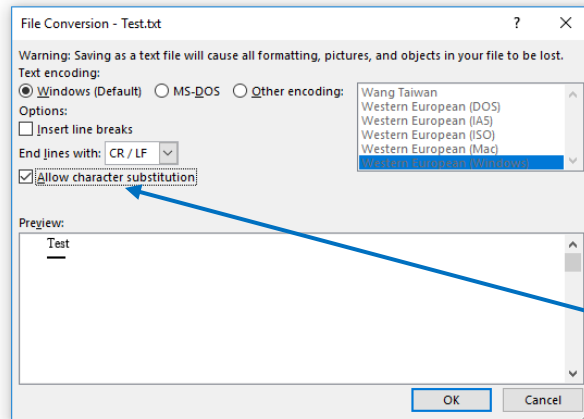 File Conversion - Test.txt
Warning: Saving as a text file will cause all formatting, pictures, and objects in your file to be lost.
Text encoding:
Windows (Default) MS-DOS Other encoding:
Wang Taiwan
Western European (DOS)
Western European (IA5)
Western European (ISO)
Western European (Mac)
Western European (Windows)
Options:
Insert line breaks
End lines with: CR / LF
Allow character substitution
Preview:
Test
OK Cancel